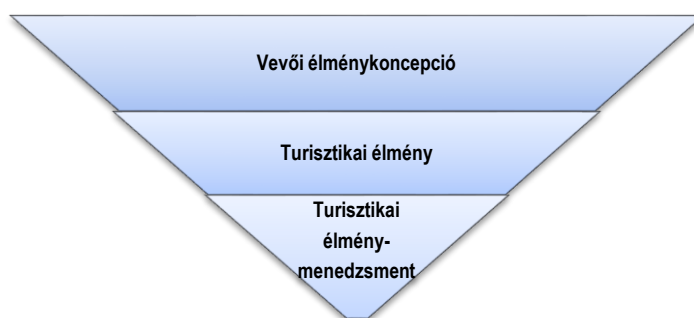 Vevői élménykoncepció
Turisztikai élmény
Turisztikai
élmény-
menedzsment